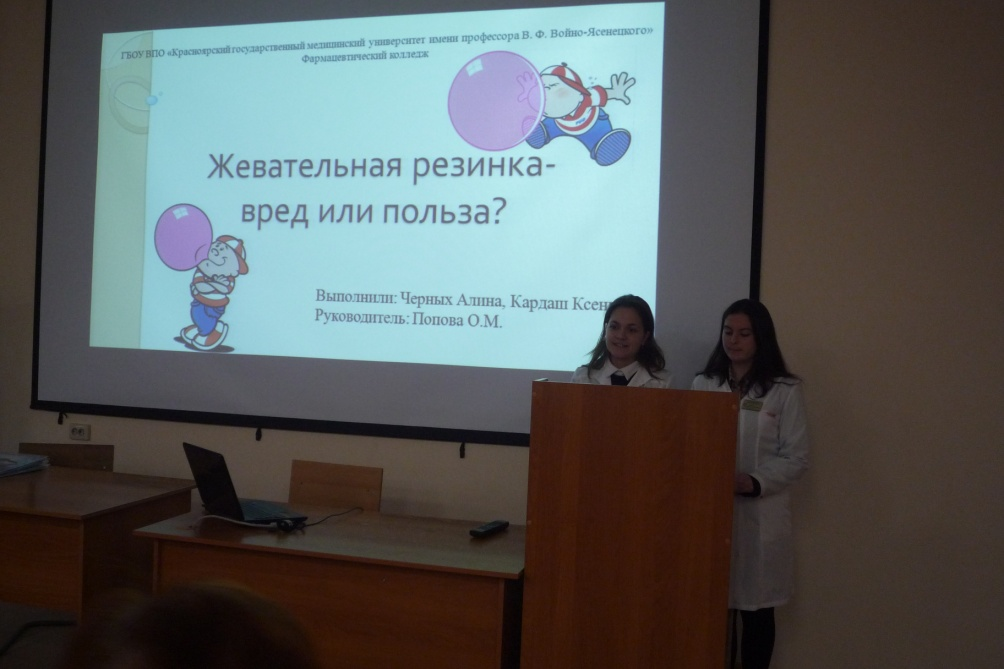 ГБОУ ВПО «Красноярский государственный медицинский университет имени профессора В. Ф. Войно-Ясенецкого»
Фармацевтический колледж
Жевательная резинка-
вред или польза?
Выполнили: Черных Алина, Кардаш
Руководитель: Попова О.М.